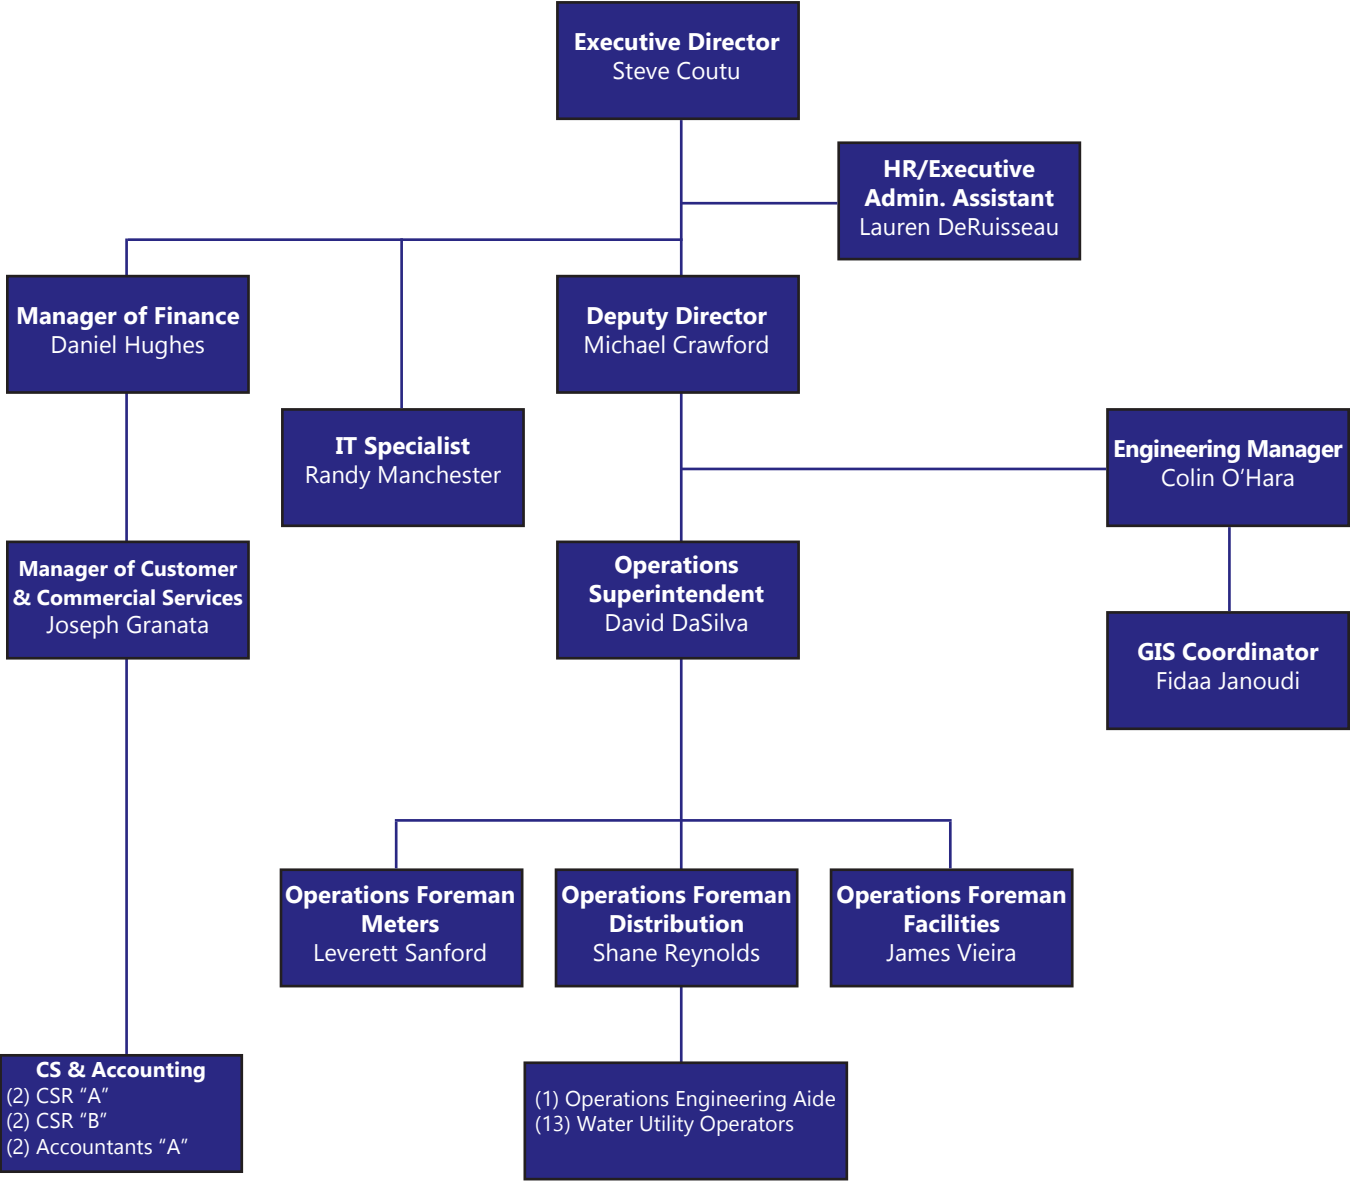 Executive Director
Steve Coutu
HR/Executive
Admin. Assistant
Lauren DeRuisseau
Manager of Finance
Daniel Hughes
Deputy Director
Michael Crawford
IT Specialist
Randy Manchester
Engineering Manager
Colin O’Hara
Manager of Customer
& Commercial Services
Joseph Granata
Operations
Superintendent
David DaSilva
GIS Coordinator
Fidaa Janoudi
Operations Foreman
Meters
Leverett Sanford
Operations Foreman
Distribution
Shane Reynolds
Operations Foreman
Facilities
James Vieira
CS & Accounting
(2) CSR “A”
(2) CSR “B”
(2) Accountants “A”
(1) Operations Engineering Aide
(13) Water Utility Operators